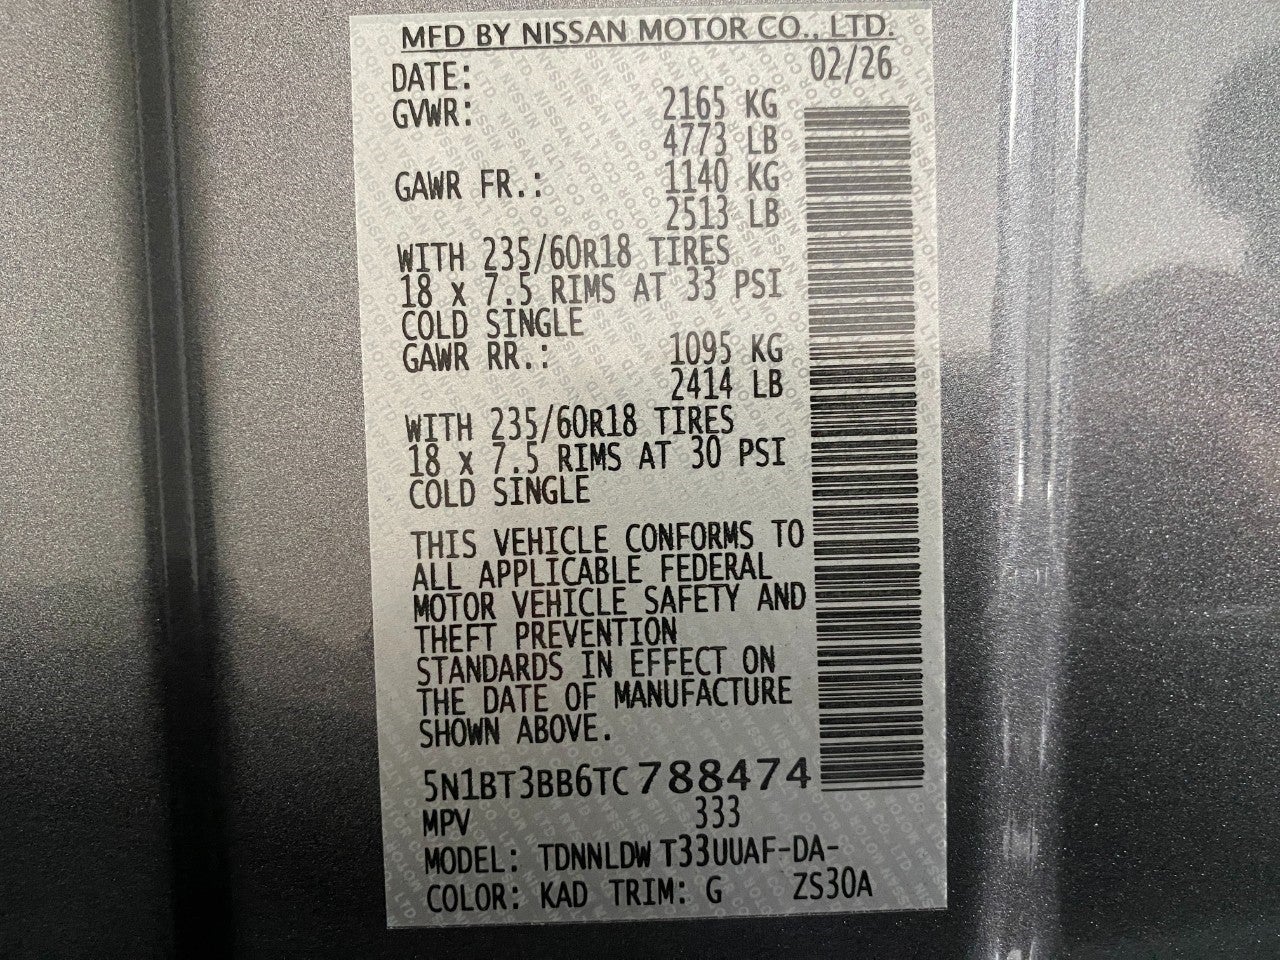 MFD BY NISSAN MOTOR CO., LTD.
DATE: 02/26
GVWR: 2165 KG
4773 LB
GAWR FR.: 1140 KG
2513 LB
WITH 235/60R18 TIRES
18 x 7.5 RIMS AT 33 PSI
COLD SINGLE
GAWR RR.: 1095 KG
2414 LB
WITH 235/60R18 TIRES
18 x 7.5 RIMS AT 30 PSI
COLD SINGLE
THIS VEHICLE CONFORMS TO
ALL APPLICABLE FEDERAL
MOTOR VEHICLE SAFETY AND
THEFT PREVENTION
STANDARDS IN EFFECT ON
THE DATE OF MANUFACTURE
SHOWN ABOVE.
5N1BT3BB6TC788474
MPV 333
MODEL: TDNNLDW T33UUAF-DA-
COLOR: KAD TRIM: G ZS30A